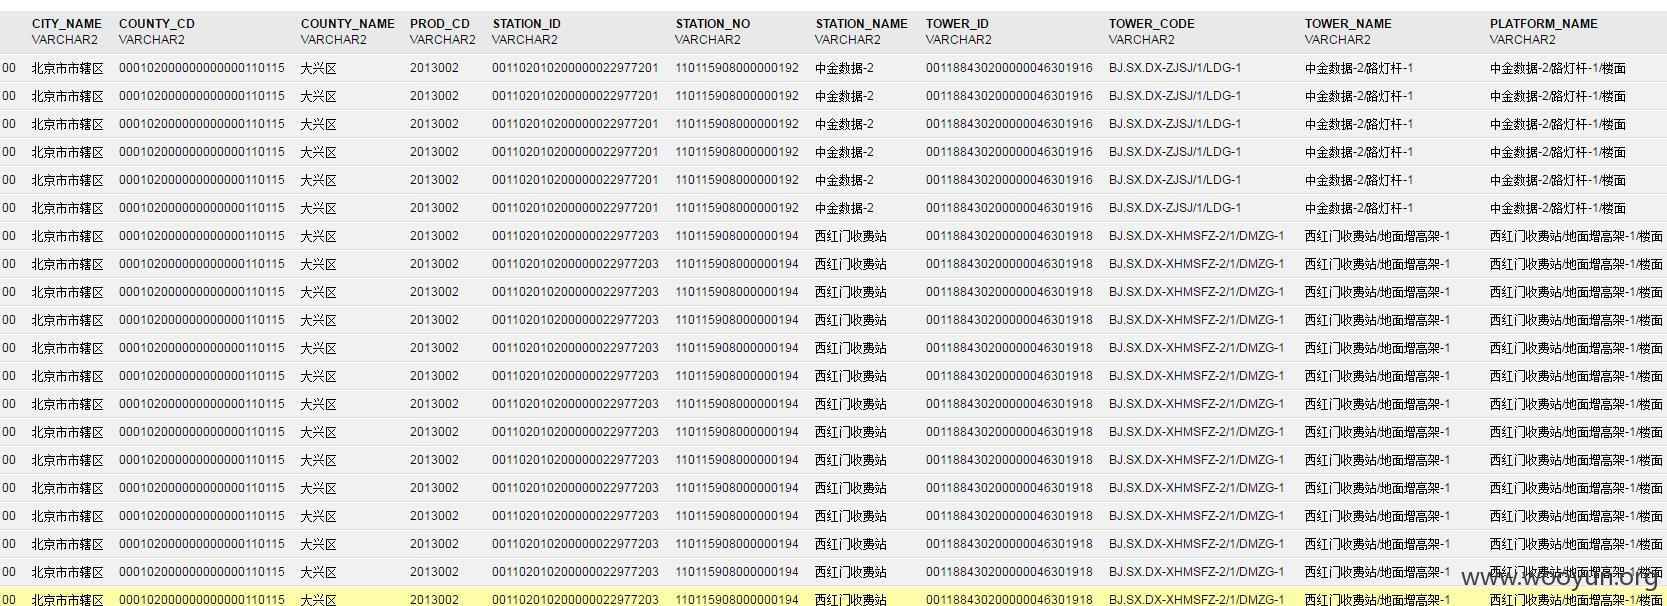 CITY_NAME COUNTY_CD COUNTY_NAME PROD_CD STATION_ID STATION_NO STATION_NAME TOWER_ID TOWER_CODE TOWER_NAME PLATFORM_NAME
VARCHAR2 VARCHAR2 VARCHAR2 VARCHAR2 VARCHAR2 VARCHAR2 VARCHAR2 VARCHAR2 VARCHAR2 VARCHAR2 VARCHAR2
00 北京市市辖区 000102000000000000110115 大兴区 2013002 001102010200000022977201 110115908000000192 中金数据-2 001188430200000046301916 BJ.SX.DX-ZJSJ/1/LDG-1 中金数据-2/路灯杆-1 中金数据-2/路灯杆-1/楼面
00 北京市市辖区 000102000000000000110115 大兴区 2013002 001102010200000022977201 110115908000000192 中金数据-2 001188430200000046301916 BJ.SX.DX-ZJSJ/1/LDG-1 中金数据-2/路灯杆-1 中金数据-2/路灯杆-1/楼面
00 北京市市辖区 000102000000000000110115 大兴区 2013002 001102010200000022977201 110115908000000192 中金数据-2 001188430200000046301916 BJ.SX.DX-ZJSJ/1/LDG-1 中金数据-2/路灯杆-1 中金数据-2/路灯杆-1/楼面
00 北京市市辖区 000102000000000000110115 大兴区 2013002 001102010200000022977201 110115908000000192 中金数据-2 001188430200000046301916 BJ.SX.DX-ZJSJ/1/LDG-1 中金数据-2/路灯杆-1 中金数据-2/路灯杆-1/楼面
00 北京市市辖区 000102000000000000110115 大兴区 2013002 001102010200000022977201 110115908000000192 中金数据-2 001188430200000046301916 BJ.SX.DX-ZJSJ/1/LDG-1 中金数据-2/路灯杆-1 中金数据-2/路灯杆-1/楼面
00 北京市市辖区 000102000000000000110115 大兴区 2013002 001102010200000022977201 110115908000000192 中金数据-2 001188430200000046301916 BJ.SX.DX-ZJSJ/1/LDG-1 中金数据-2/路灯杆-1 中金数据-2/路灯杆-1/楼面
00 北京市市辖区 000102000000000000110115 大兴区 2013002 001102010200000022977203 110115908000000194 西红门收费站 001188430200000046301918 BJ.SX.DX-XHMSFZ-2/1/DMZG-1 西红门收费站/地面增高架-1 西红门收费站/地面增高架-1/楼面
00 北京市市辖区 000102000000000000110115 大兴区 2013002 001102010200000022977203 110115908000000194 西红门收费站 001188430200000046301918 BJ.SX.DX-XHMSFZ-2/1/DMZG-1 西红门收费站/地面增高架-1 西红门收费站/地面增高架-1/楼面
00 北京市市辖区 000102000000000000110115 大兴区 2013002 001102010200000022977203 110115908000000194 西红门收费站 001188430200000046301918 BJ.SX.DX-XHMSFZ-2/1/DMZG-1 西红门收费站/地面增高架-1 西红门收费站/地面增高架-1/楼面
00 北京市市辖区 000102000000000000110115 大兴区 2013002 001102010200000022977203 110115908000000194 西红门收费站 001188430200000046301918 BJ.SX.DX-XHMSFZ-2/1/DMZG-1 西红门收费站/地面增高架-1 西红门收费站/地面增高架-1/楼面
00 北京市市辖区 000102000000000000110115 大兴区 2013002 001102010200000022977203 110115908000000194 西红门收费站 001188430200000046301918 BJ.SX.DX-XHMSFZ-2/1/DMZG-1 西红门收费站/地面增高架-1 西红门收费站/地面增高架-1/楼面
00 北京市市辖区 000102000000000000110115 大兴区 2013002 001102010200000022977203 110115908000000194 西红门收费站 001188430200000046301918 BJ.SX.DX-XHMSFZ-2/1/DMZG-1 西红门收费站/地面增高架-1 西红门收费站/地面增高架-1/楼面
00 北京市市辖区 000102000000000000110115 大兴区 2013002 001102010200000022977203 110115908000000194 西红门收费站 001188430200000046301918 BJ.SX.DX-XHMSFZ-2/1/DMZG-1 西红门收费站/地面增高架-1 西红门收费站/地面增高架-1/楼面
00 北京市市辖区 000102000000000000110115 大兴区 2013002 001102010200000022977203 110115908000000194 西红门收费站 001188430200000046301918 BJ.SX.DX-XHMSFZ-2/1/DMZG-1 西红门收费站/地面增高架-1 西红门收费站/地面增高架-1/楼面
00 北京市市辖区 000102000000000000110115 大兴区 2013002 001102010200000022977203 110115908000000194 西红门收费站 001188430200000046301918 BJ.SX.DX-XHMSFZ-2/1/DMZG-1 西红门收费站/地面增高架-1 西红门收费站/地面增高架-1/楼面
00 北京市市辖区 000102000000000000110115 大兴区 2013002 001102010200000022977203 110115908000000194 西红门收费站 001188430200000046301918 BJ.SX.DX-XHMSFZ-2/1/DMZG-1 西红门收费站/地面增高架-1 西红门收费站/地面增高架-1/楼面
00 北京市市辖区 000102000000000000110115 大兴区 2013002 001102010200000022977203 110115908000000194 西红门收费站 001188430200000046301918 BJ.SX.DX-XHMSFZ-2/1/DMZG-1 西红门收费站/地面增高架-1 西红门收费站/地面增高架-1/楼面
00 北京市市辖区 000102000000000000110115 大兴区 2013002 001102010200000022977203 110115908000000194 西红门收费站 001188430200000046301918 BJ.SX.DX-XHMSFZ-2/1/DMZG-1 西红门收费站/地面增高架-1 西红门收费站/地面增高架-1/楼面
00 北京市市辖区 000102000000000000110115 大兴区 2013002 001102010200000022977203 110115908000000194 西红门收费站 001188430200000046301918 BJ.SX.DX-XHMSFZ-2/1/DMZG-1 西红门收费站/地面增高架-1 西红门收费站/地面增高架-1/楼面
www.wooyun.org
00 北京市市辖区 000102000000000000110115 大兴区 2013002 001102010200000022977203 110115908000000194 西红门收费站 001188430200000046301918 BJ.SX.DX-XHMSFZ-2/1/DMZG-1 西红门收费站/地面增高架-1 西红门收费站/地面增高架-1/楼面